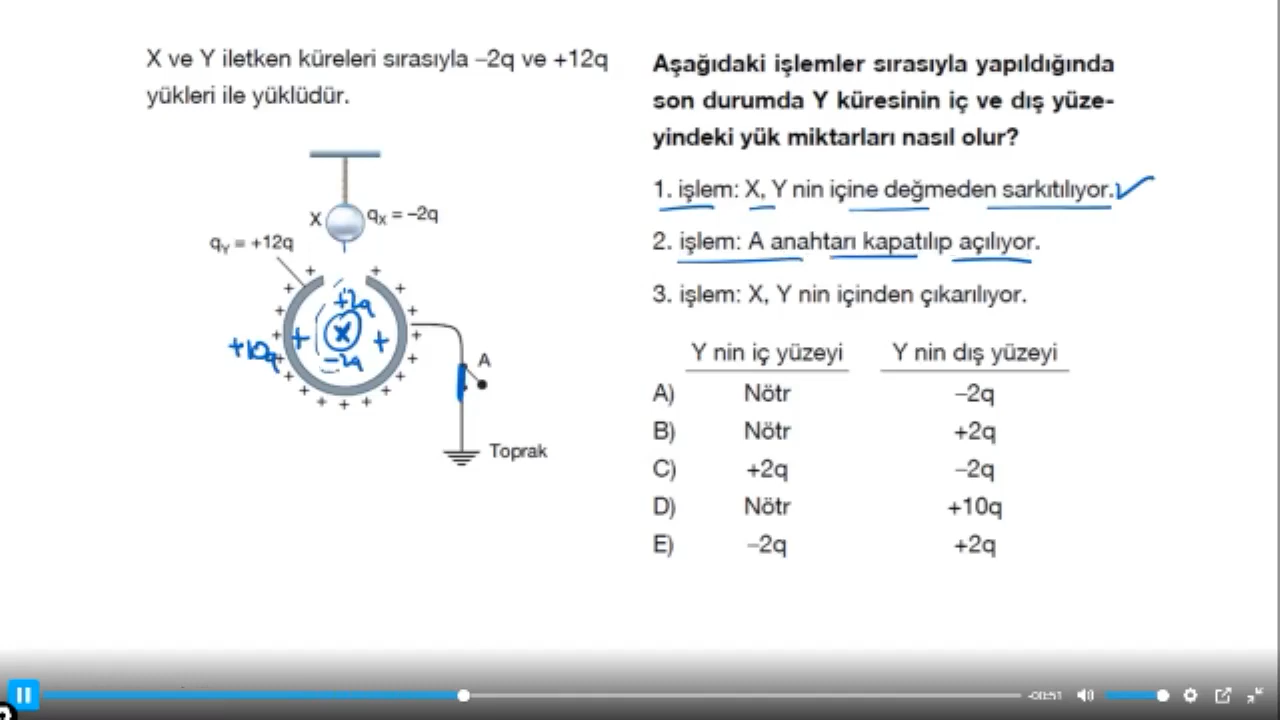 X ve Y iletken küreleri sırasıyla –2q ve +12q
yükleri ile yüklüdür.
X
qX = –2q
qY = +12q
+2q
X
–2q
+10q
A
Toprak
Aşağıdaki işlemler sırasıyla yapıldığında
son durumda Y küresinin iç ve dış yüze-
yindeki yük miktarları nasıl olur?
1. işlem: X, Y nin içine değmeden sarkıtılıyor.
2. işlem: A anahtarı kapatılıp açılıyor.
3. işlem: X, Y nin içinden çıkarılıyor.
Y nin iç yüzeyi Y nin dış yüzeyi
A) Nötr –2q
B) Nötr +2q
C) +2q –2q
D) Nötr +10q
E) –2q +2q
-00:51